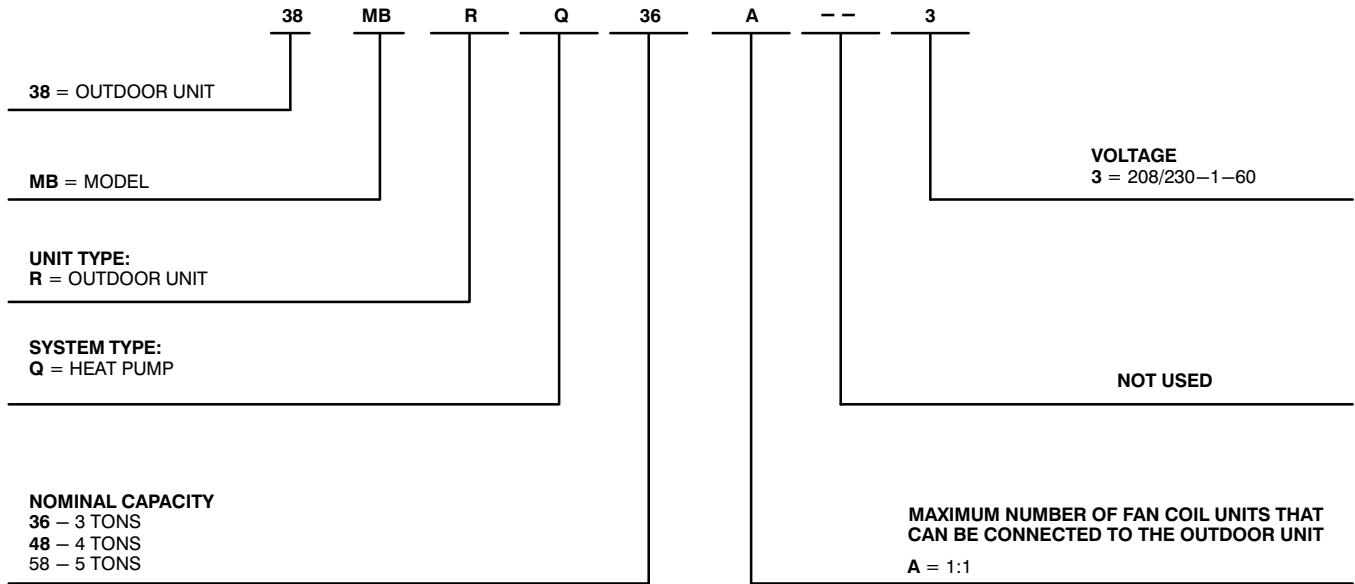 38 MB R Q 36 A – – 3
38 = OUTDOOR UNIT
MB = MODEL
UNIT TYPE:
R = OUTDOOR UNIT
SYSTEM TYPE:
Q = HEAT PUMP
NOMINAL CAPACITY
36 – 3 TONS
48 – 4 TONS
58 – 5 TONS
VOLTAGE
3 = 208/230–1–60
NOT USED
MAXIMUM NUMBER OF FAN COIL UNITS THAT
CAN BE CONNECTED TO THE OUTDOOR UNIT
A = 1:1